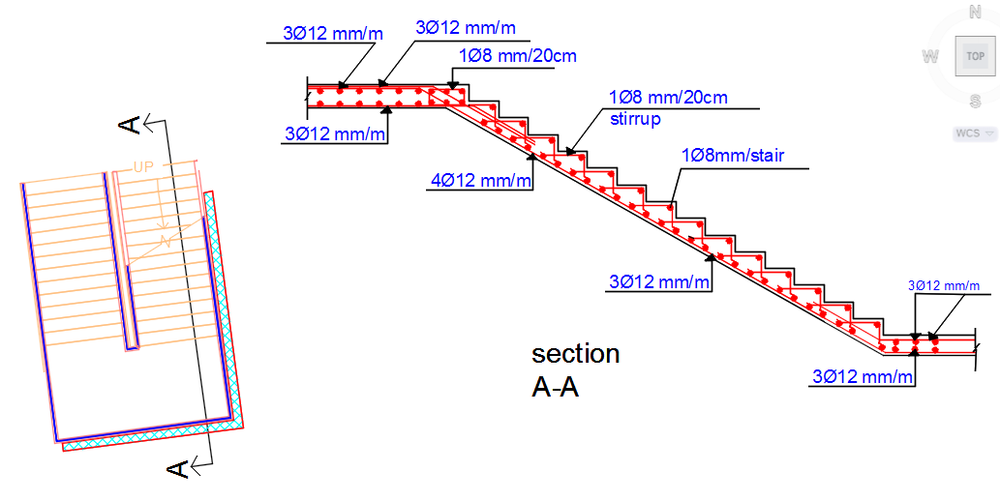 3Ø12 mm/m
3Ø12 mm/m
1Ø8 mm/20cm
3Ø12 mm/m
1Ø8 mm/20cm
stirrup
1Ø8mm/stair
4Ø12 mm/m
3Ø12 mm/m
3Ø12 mm/m
3Ø12 mm/m
section
A-A
A
UP
N
A
N
W
TOP
S
WCS